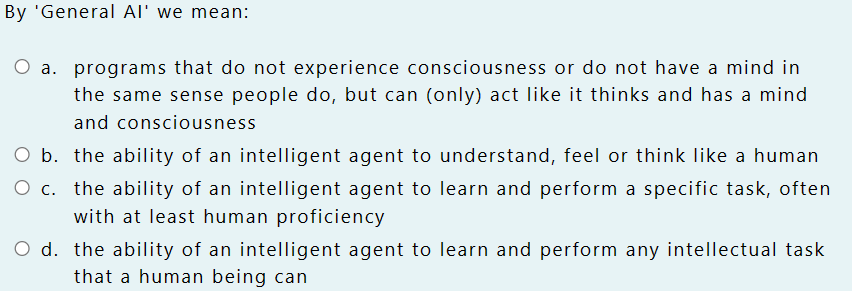 By 'General AI' we mean:
a. programs that do not experience consciousness or do not have a mind in
the same sense people do, but can (only) act like it thinks and has a mind
and consciousness
b. the ability of an intelligent agent to understand, feel or think like a human
c. the ability of an intelligent agent to learn and perform a specific task, often
with at least human proficiency
d. the ability of an intelligent agent to learn and perform any intellectual task
that a human being can